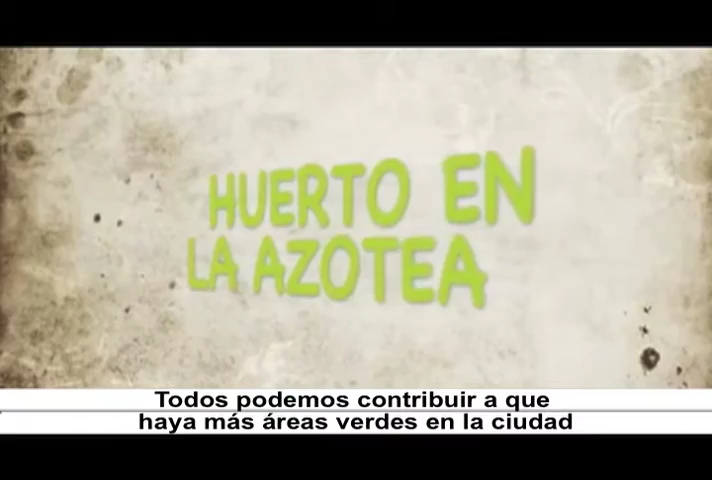 HUERTO EN
LA AZOTEA
Todos podemos contribuir a que
haya más áreas verdes en la ciudad